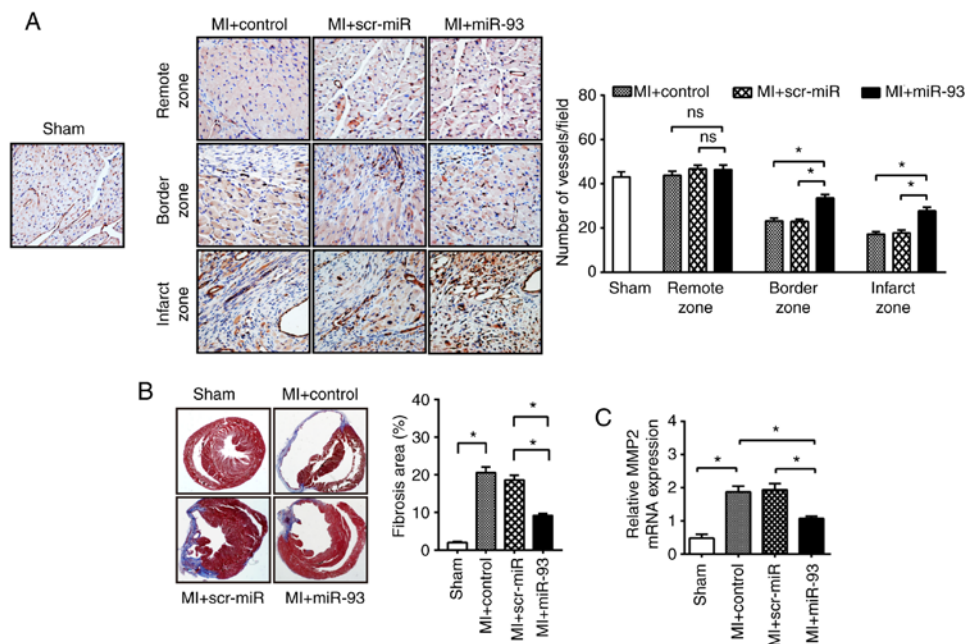 A
MI+control
MI+scr-miR
MI+miR-93
Sham
Remote
zone
Border
zone
Infarct
zone
MI+control
MI+scr-miR
MI+miR-93
Number of vessels/field
80
60
40
20
0
ns
ns
*
*
*
*
Sham
Remote
zone
Border
zone
Infarct
zone
B
Sham
MI+control
MI+scr-miR
MI+miR-93
Fibrosis area (%)
40
30
20
10
0
*
*
*
Sham
MI+control
MI+scr-miR
MI+miR-93
C
Relative MMP2
mRNA expression
4
3
2
1
0
*
*
*
Sham
MI+control
MI+scr-miR
MI+miR-93